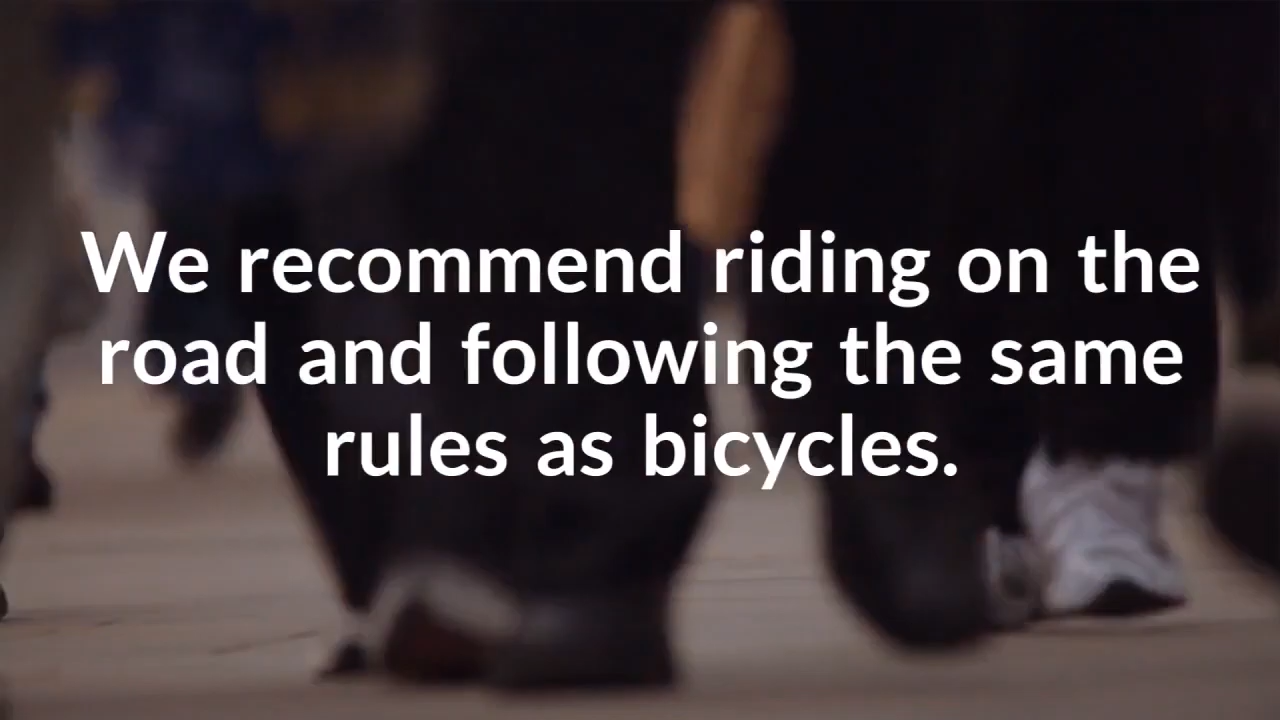 We recommend riding on the
road and following the same
rules as bicycles.